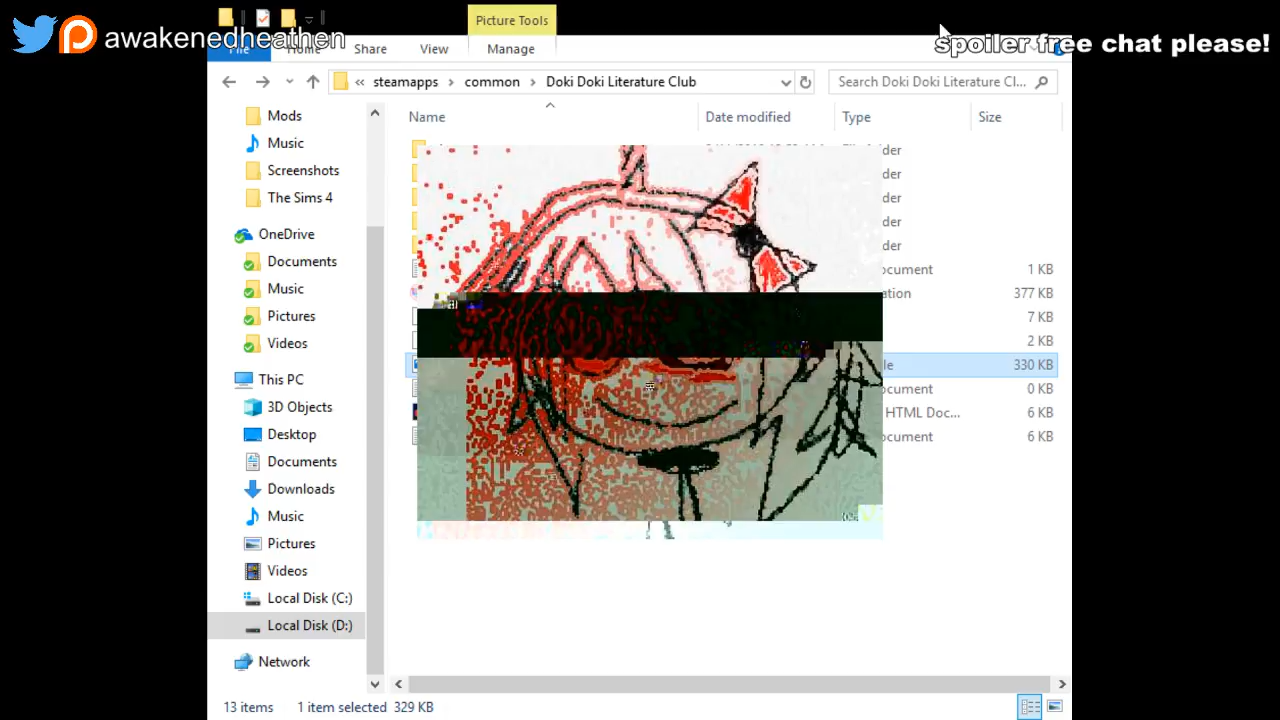 Picture Tools
awakenedheathen
File
Home
Share
View
Manage
spoiler free chat please!
« steamapps > common > Doki Doki Literature Club
Search Doki Doki Literature Cl...
Name
Date modified
Type
Size
Mods
Music
Screenshots
The Sims 4
OneDrive
Documents
Music
Pictures
Videos
This PC
3D Objects
Desktop
Documents
Downloads
Music
Pictures
Videos
Local Disk (C:)
Local Disk (D:)
Network
der
der
der
der
der
ocument 1 KB
ation 377 KB
7 KB
2 KB
le 330 KB
ocument 0 KB
HTML Doc... 6 KB
ocument 6 KB
13 items
1 item selected 329 KB